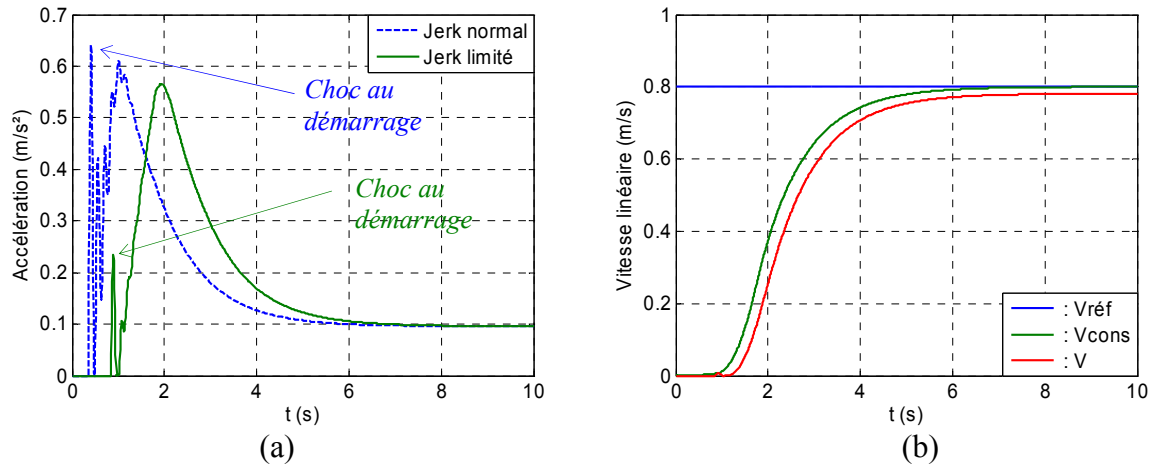 0.7
0.6
0.5
0.4
0.3
0.2
0.1
0
Accélération (m/s²)
Jerk normal
Jerk limité
Choc au
démarrage
Choc au
démarrage
0 2 4 6 8 10
t (s)
(a)
1
0.8
0.6
0.4
0.2
0
Vitesse linéaire (m/s)
: Vréf
: Vcons
: V
0 2 4 6 8 10
t (s)
(b)